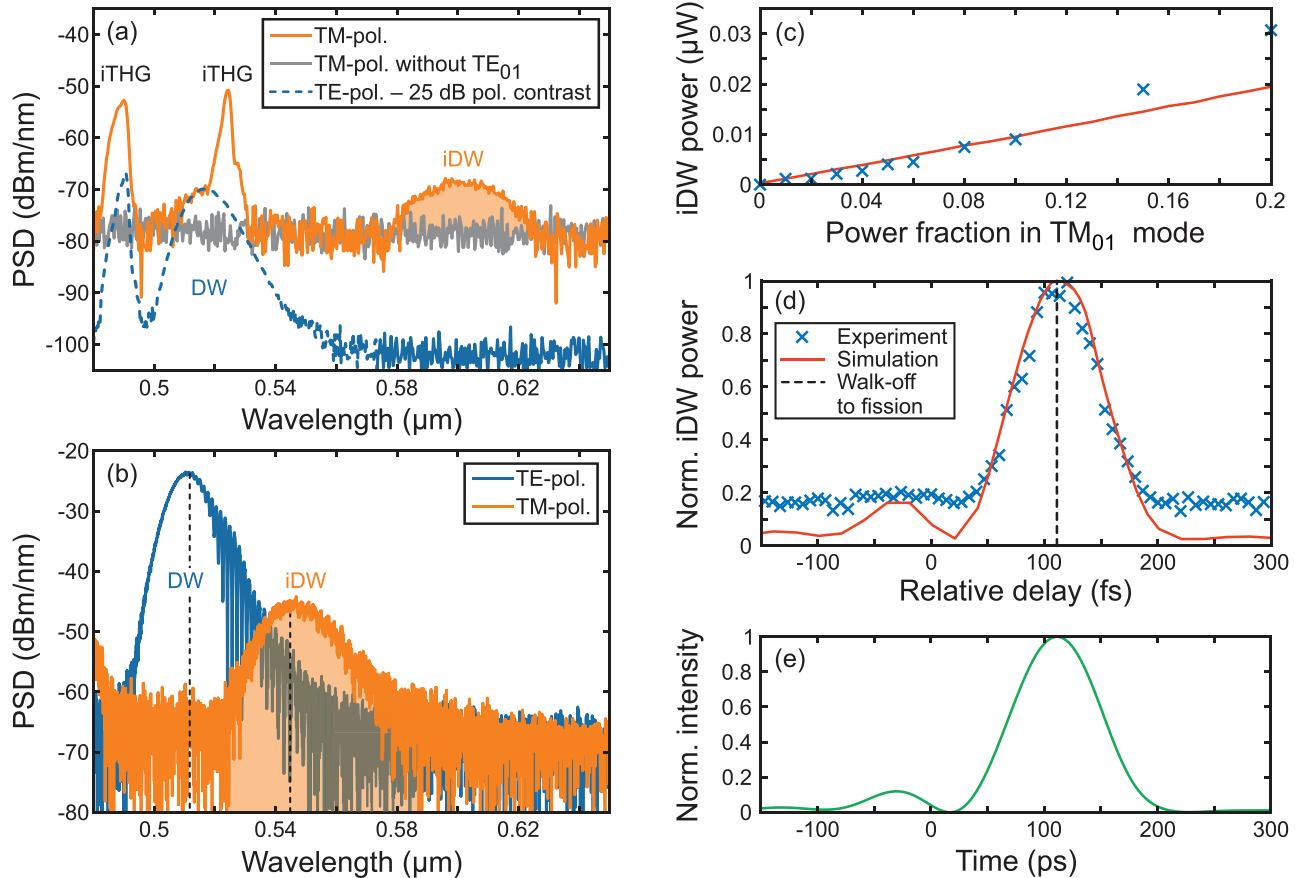 (a)
-35
-40
-50
-60
-70
-80
-90
-100
PSD (dBm/nm)
iTHG
iTHG
TM-pol.
TM-pol. without TE01
TE-pol. – 25 dB pol. contrast
iDW
DW
0.5
0.54
0.58
0.62
Wavelength (µm)
(b)
-20
-30
-40
-50
-60
-70
-80
PSD (dBm/nm)
TE-pol.
TM-pol.
DW
iDW
0.5
0.54
0.58
0.62
Wavelength (µm)
(c)
0.03
0.02
0.01
0
iDW power (µW)
0
0.04
0.08
0.12
0.16
0.2
Power fraction in TM01 mode
(d)
1
0.8
0.6
0.4
0.2
0
Norm. iDW power
Experiment
Simulation
Walk-off
to fission
-100
0
100
200
300
Relative delay (fs)
(e)
1
0.8
0.6
0.4
0.2
0
Norm. intensity
-100
0
100
200
300
Time (ps)